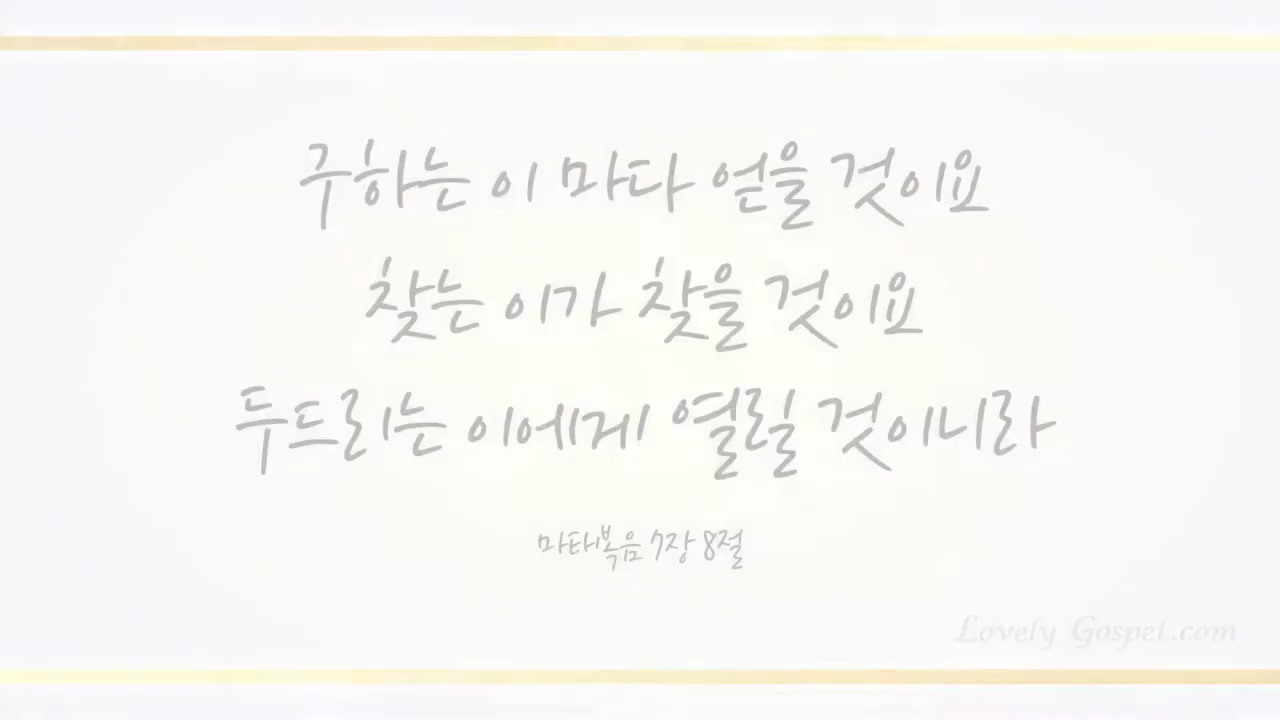 구하는 이 마다 얻을 것이요
찾는 이가 찾을 것이요
두드리는 이에게 열릴 것이니라
마태복음 7장 8절
Lovely Gospel.com